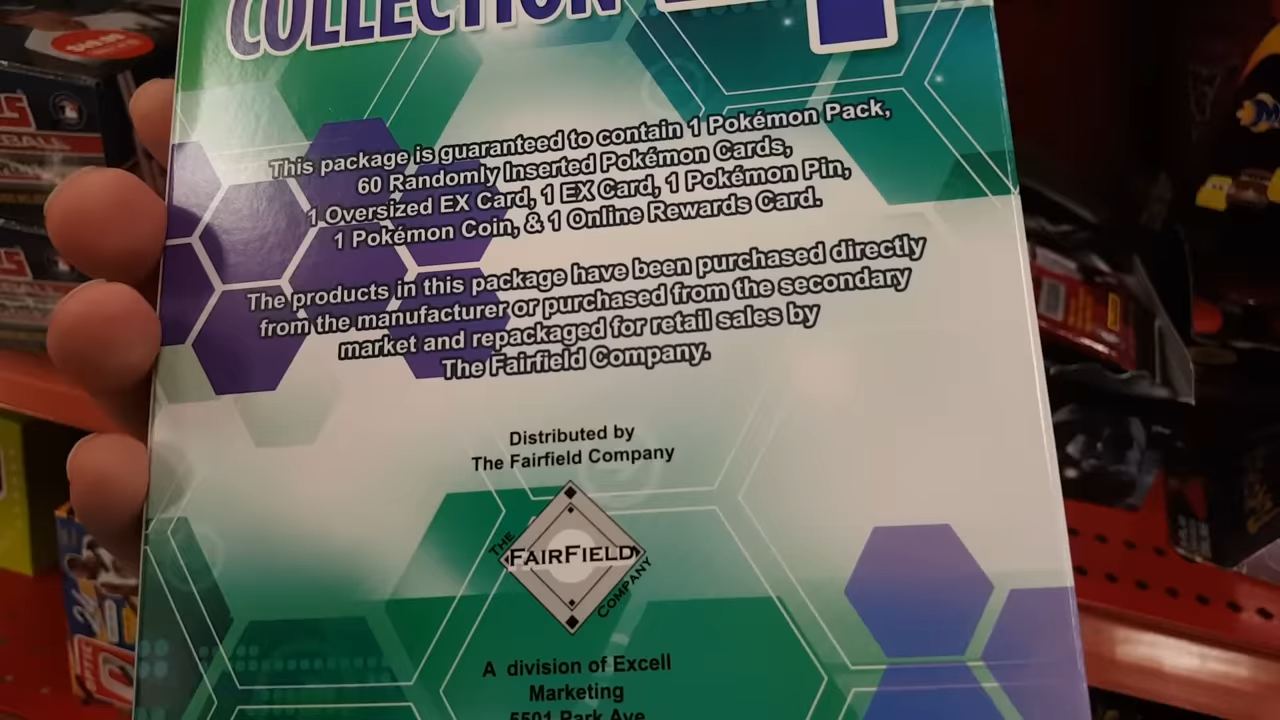 COLLECTION
This package is guaranteed to contain 1 Pokémon Pack,
60 Randomly Inserted Pokémon Cards,
1 Oversized EX Card, 1 EX Card, 1 Pokémon Pin,
1 Pokémon Coin, & 1 Online Rewards Card.
The products in this package have been purchased directly
from the manufacturer or purchased from the secondary
market and repackaged for retail sales by
The Fairfield Company.
Distributed by
The Fairfield Company
THE
FAIRFIELD
COMPANY
A division of Excell
Marketing
5501 Park Ave